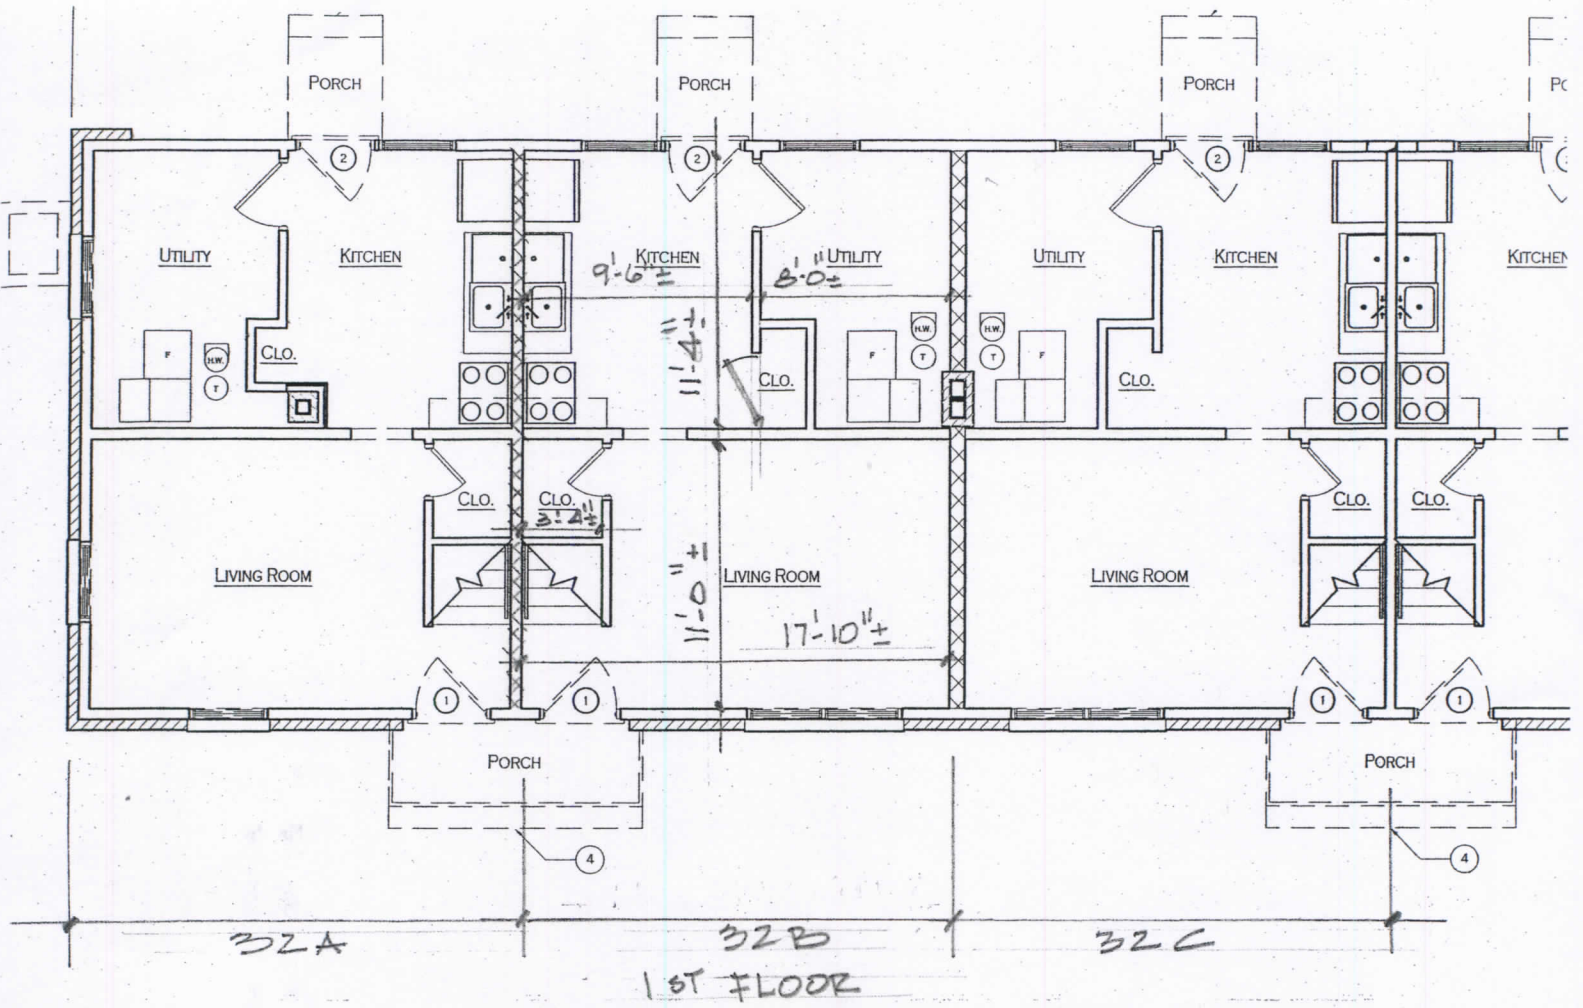 PORCH PORCH PORCH
2 2 2
UTILITY KITCHEN KITCHEN UTILITY UTILITY KITCHEN KITCHEN
9'-6"± 8'-0±
11'-4"±
H.W. H.W.
F H.W. CLO. CLO. F T T F CLO.
T
CLO. CLO. CLO. CLO.
3'-4"±
LIVING ROOM LIVING ROOM LIVING ROOM
11'-0"±
17'-10"±
1 1 1 1
PORCH PORCH
4 4
32A 32B 32C
1ST FLOOR